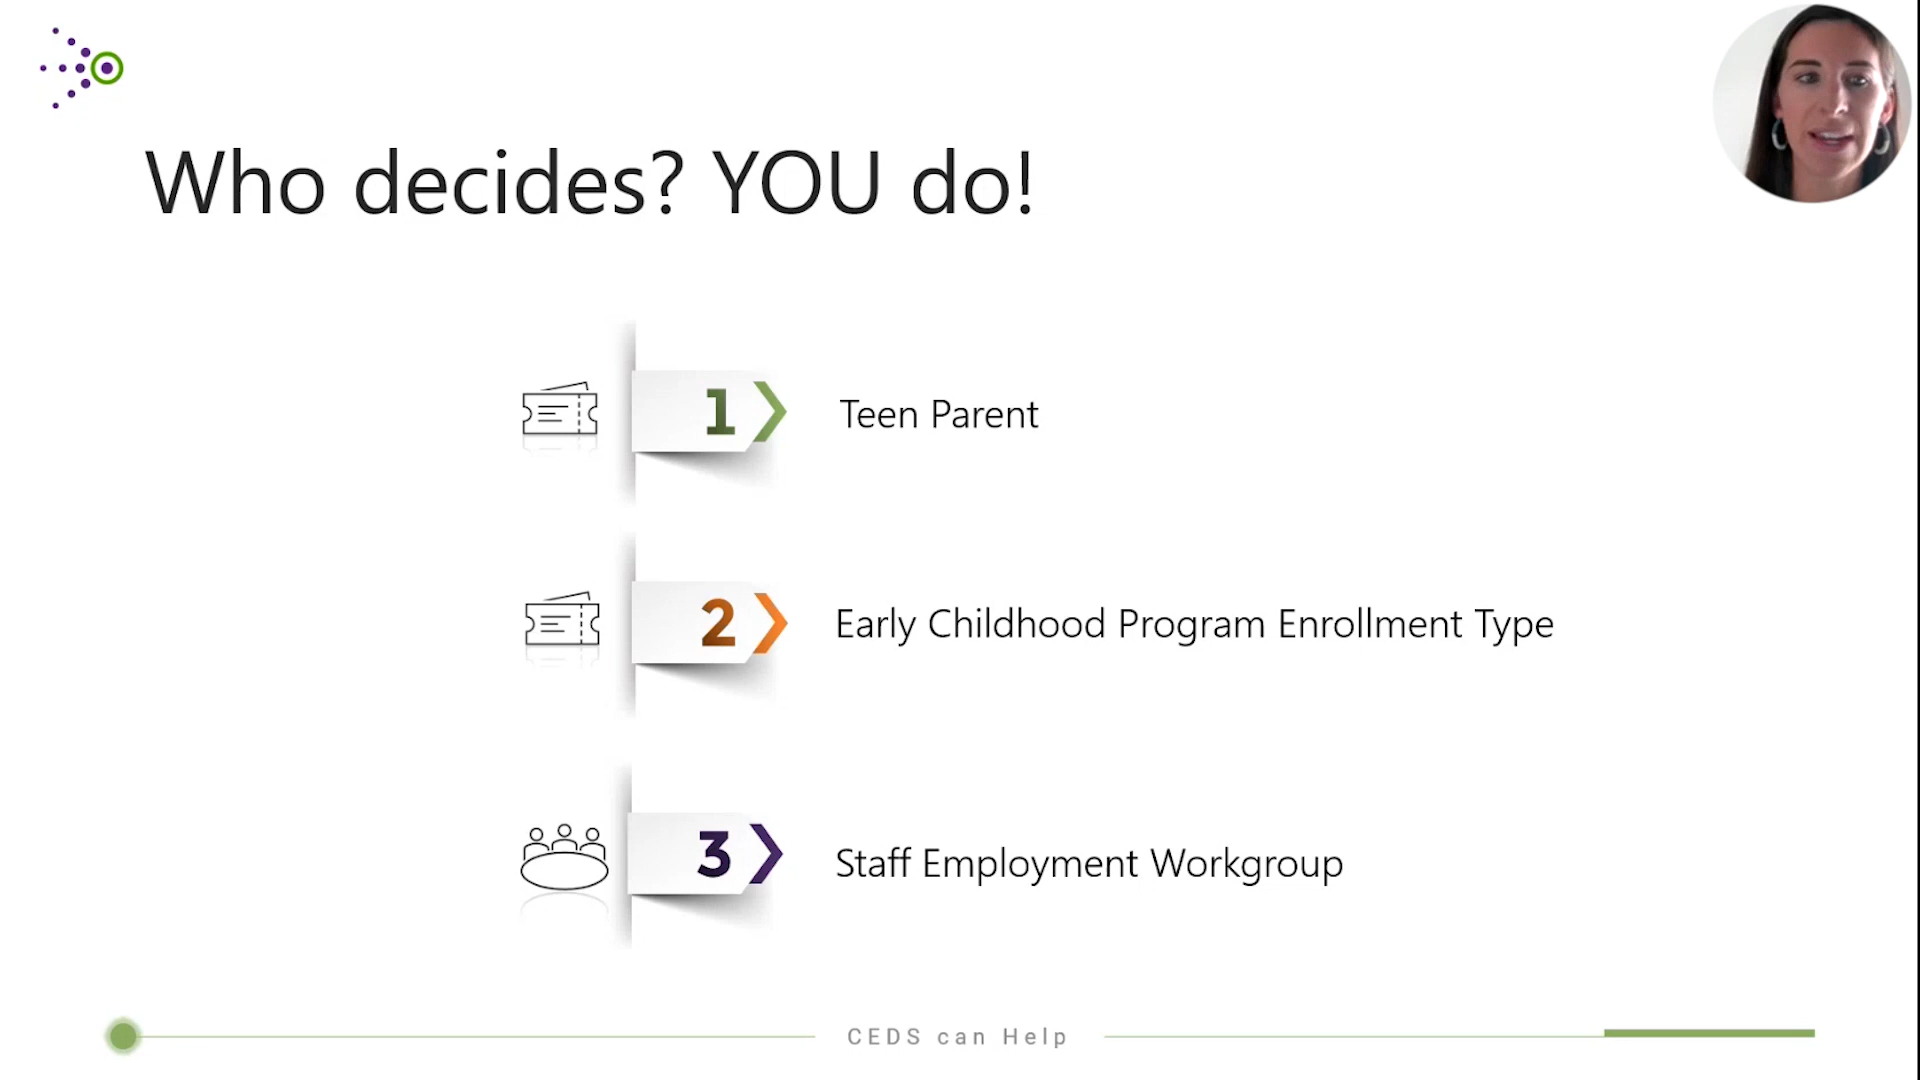 Who decides? YOU do!
1
Teen Parent
2
Early Childhood Program Enrollment Type
3
Staff Employment Workgroup
CEDS can Help